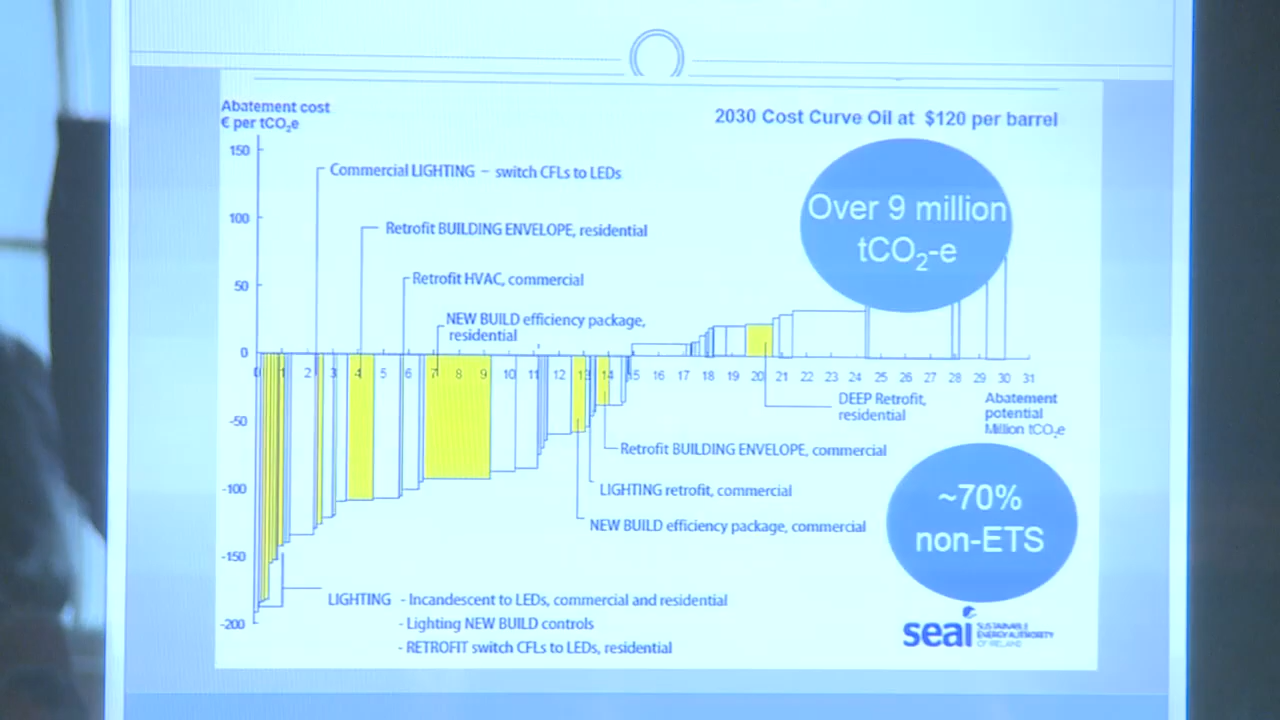 Abatement cost
€ per tCO2e
2030 Cost Curve Oil at $120 per barrel
150
100
50
0
-50
-100
-150
-200
Commercial LIGHTING – switch CFLs to LEDs
Retrofit BUILDING ENVELOPE, residential
Retrofit HVAC, commercial
NEW BUILD efficiency package,
residential
Over 9 million
tCO2-e
0 1 2 3 4 5 6 7 8 9 10 11 12 13 14 15 16 17 18 19 20 21 22 23 24 25 26 27 28 29 30 31
DEEP Retrofit,
residential
Abatement
potential
Million tCO2e
Retrofit BUILDING ENVELOPE, commercial
LIGHTING retrofit, commercial
NEW BUILD efficiency package, commercial
~70%
non-ETS
LIGHTING - Incandescent to LEDs, commercial and residential
- Lighting NEW BUILD controls
- RETROFIT switch CFLs to LEDs, residential
seai
SUSTAINABLE
ENERGY AUTHORITY
OF IRELAND